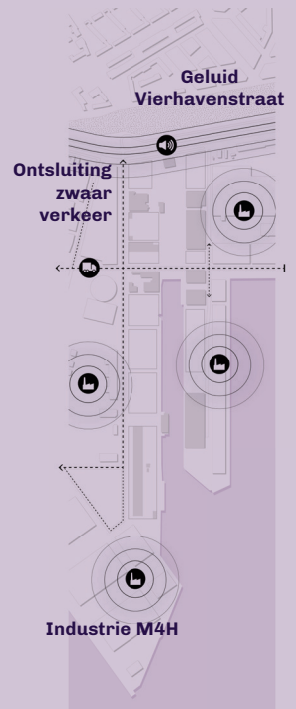 Geluid
Vierhavenstraat
Ontsluiting
zwaar
verkeer
Industrie M4H